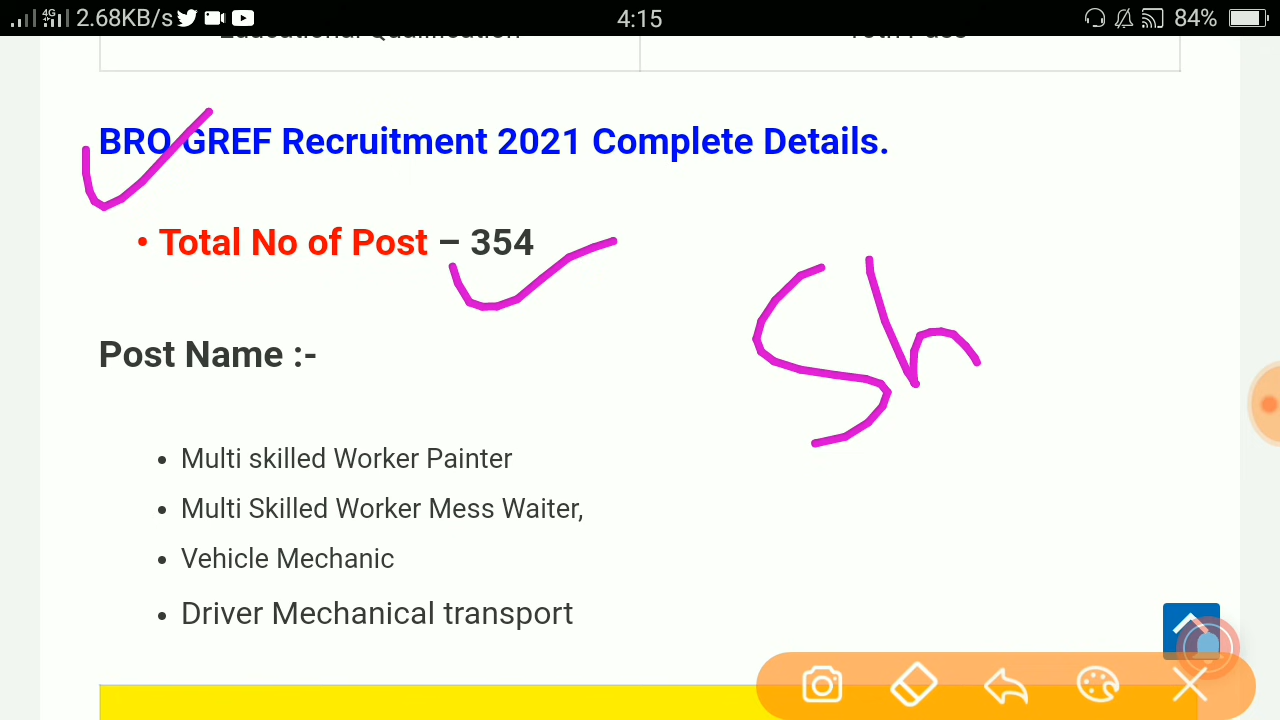 4G 2.68KB/s 4:15 84%
BRO GREF Recruitment 2021 Complete Details.
• Total No of Post – 354
Sh
Post Name :-
• Multi skilled Worker Painter
• Multi Skilled Worker Mess Waiter,
• Vehicle Mechanic
• Driver Mechanical transport